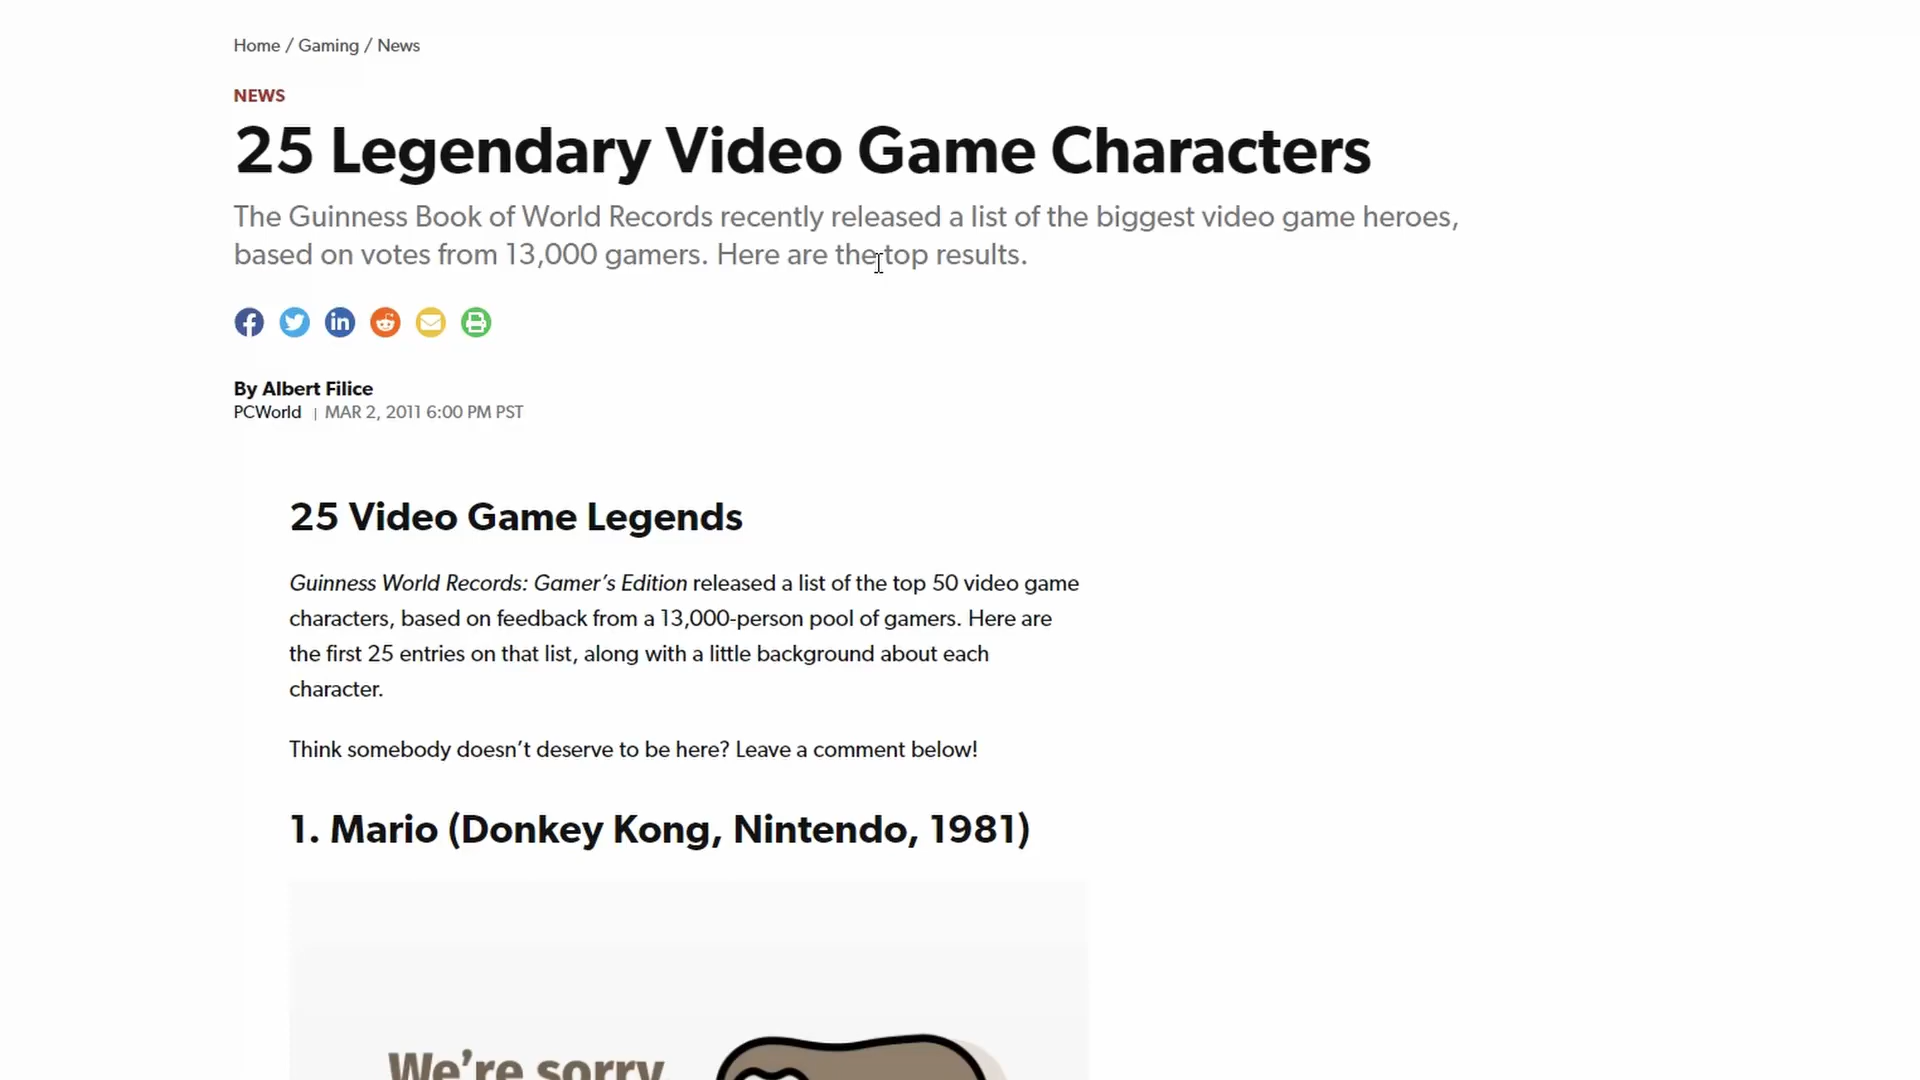 Home / Gaming / News
NEWS
25 Legendary Video Game Characters
The Guinness Book of World Records recently released a list of the biggest video game heroes,
based on votes from 13,000 gamers. Here are the top results.
By Albert Filice
PCWorld | MAR 2, 2011 6:00 PM PST
25 Video Game Legends
Guinness World Records: Gamer’s Edition released a list of the top 50 video game
characters, based on feedback from a 13,000-person pool of gamers. Here are
the first 25 entries on that list, along with a little background about each
character.
Think somebody doesn’t deserve to be here? Leave a comment below!
1. Mario (Donkey Kong, Nintendo, 1981)
We’re sorry